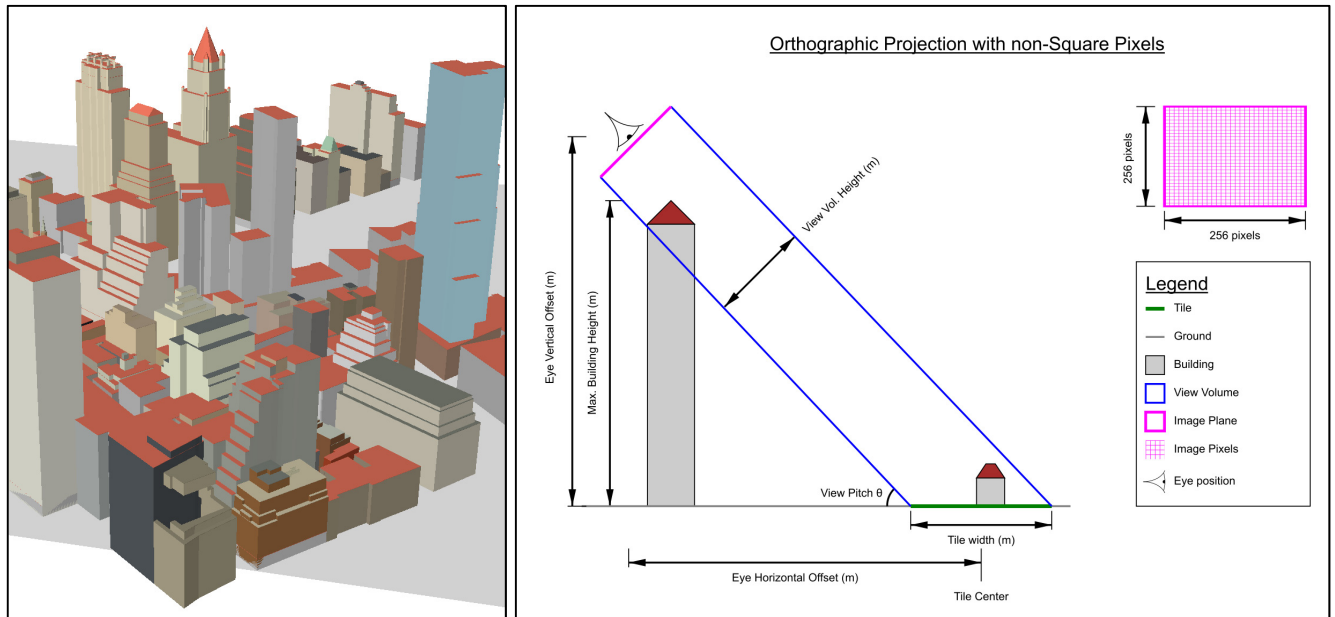 Orthographic Projection with non-Square Pixels
Eye Vertical Offset (m)
Max. Building Height (m)
View Vol. Height (m)
View Pitch θ
Tile width (m)
Eye Horizontal Offset (m)
Tile Center
256 pixels
256 pixels
Legend
Tile
Ground
Building
View Volume
Image Plane
Image Pixels
Eye position